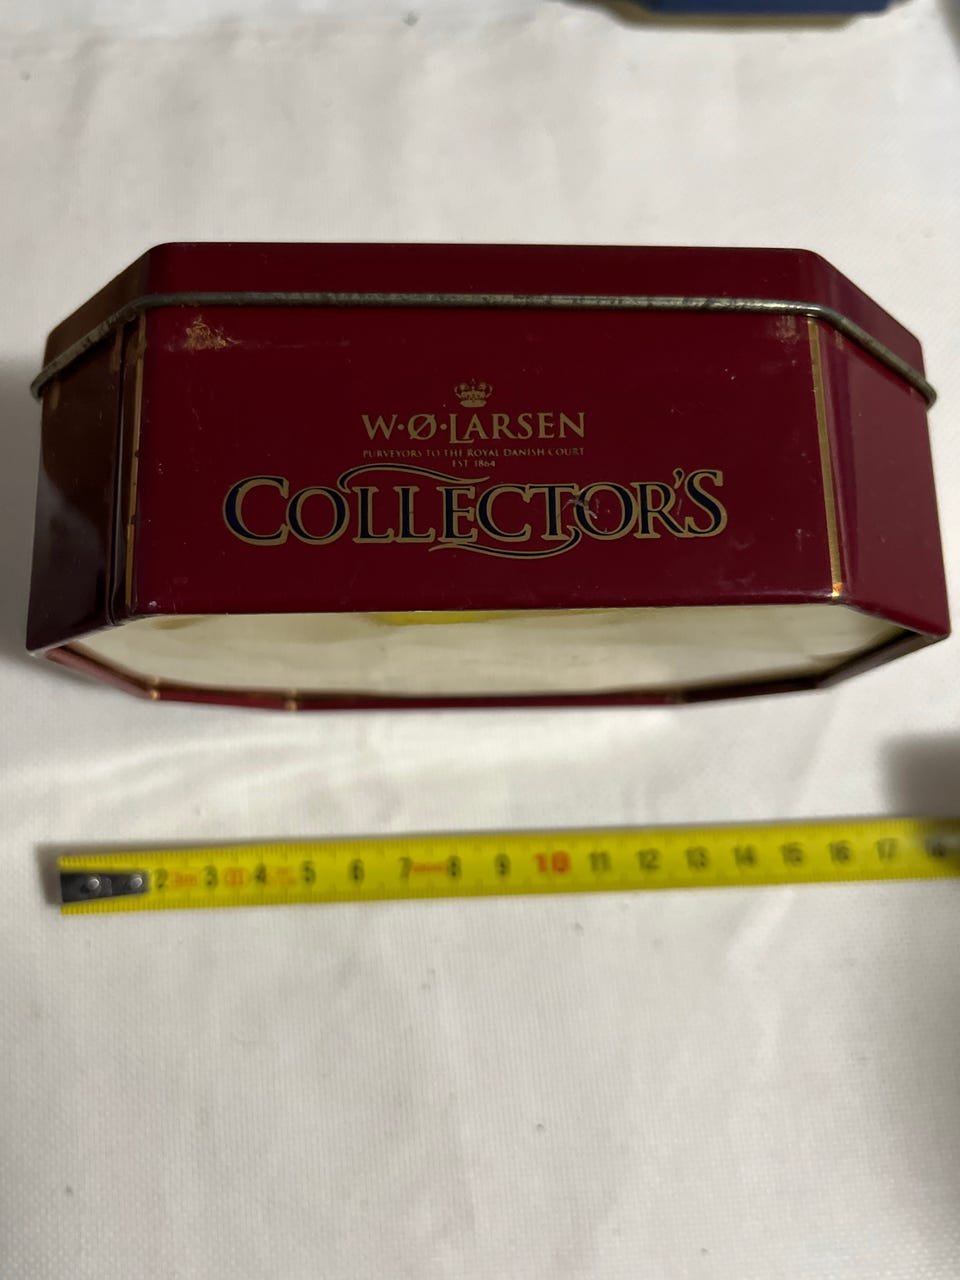 W·Ø·LARSEN
PURVEYORS TO THE ROYAL DANISH COURT
EST 1864
COLLECTOR'S
2 3 4 5 6 7 8 9 10 11 12 13 14 15 16 17 18